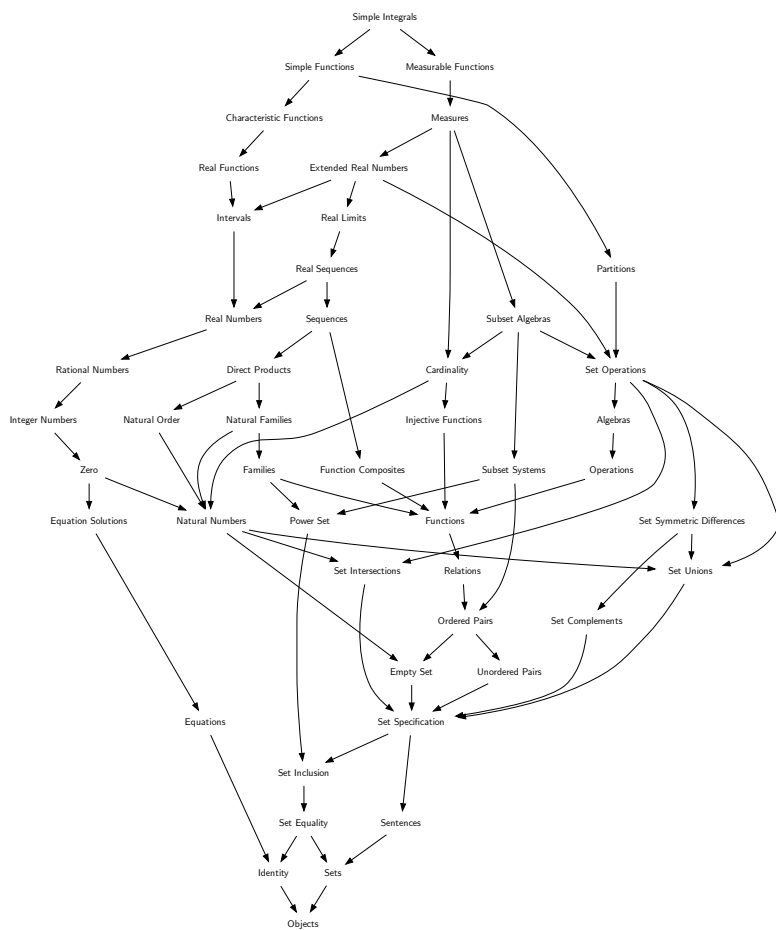 Simple Integrals
Simple Functions
Measurable Functions
Characteristic Functions
Measures
Real Functions
Extended Real Numbers
Intervals
Real Limits
Real Sequences
Partitions
Real Numbers
Sequences
Subset Algebras
Rational Numbers
Direct Products
Cardinality
Set Operations
Integer Numbers
Natural Order
Natural Families
Injective Functions
Algebras
Zero
Families
Function Composites
Subset Systems
Operations
Equation Solutions
Natural Numbers
Power Set
Functions
Set Symmetric Differences
Set Intersections
Relations
Set Unions
Ordered Pairs
Set Complements
Empty Set
Unordered Pairs
Equations
Set Specification
Set Inclusion
Set Equality
Sentences
Identity
Sets
Objects